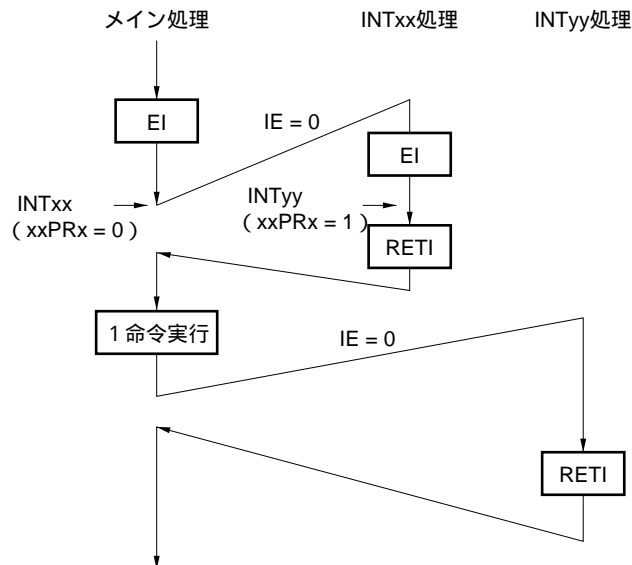 メイン処理 INTxx処理 INTyy処理
EI
IE = 0
EI
INTxx
（xxPRx = 0）
INTyy
（xxPRx = 1）
RETI
1 命令実行
IE = 0
RETI